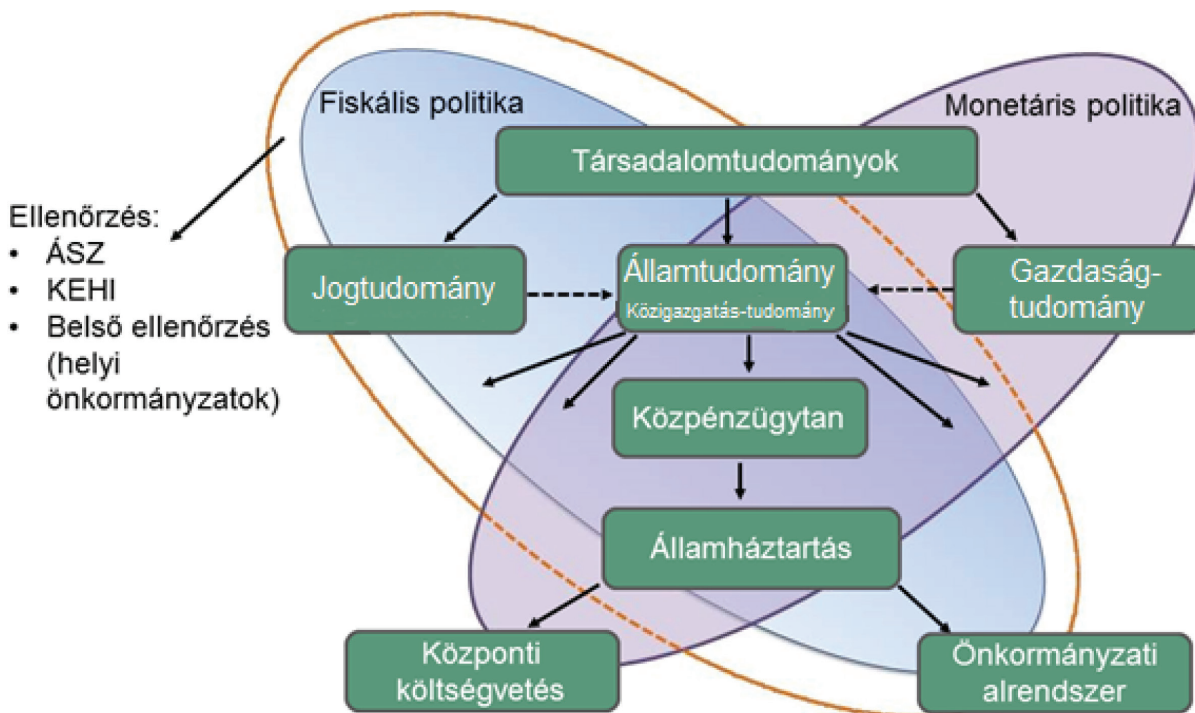 Fiskális politika
Monetáris politika
Társadalomtudományok
Ellenőrzés:
• ÁSZ
• KEHI
• Belső ellenőrzés
(helyi
önkormányzatok)
Jogtudomány
Államtudomány
Közigazgatás-tudomány
Gazdaság-
tudomány
Közpénzügytan
Államháztartás
Központi
költségvetés
Önkormányzati
alrendszer